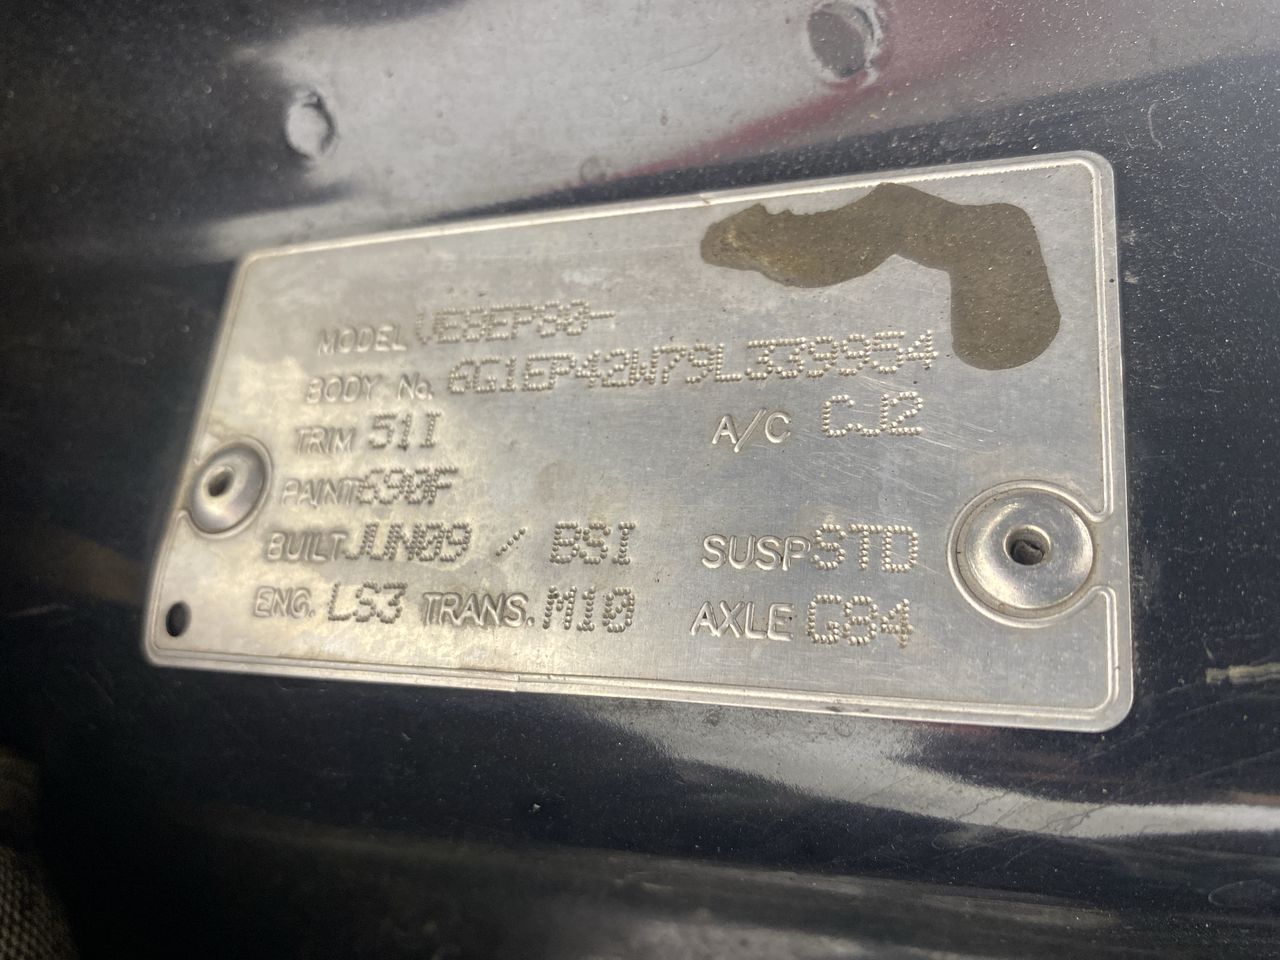 MODEL VE8EP80-
BODY No. 6G1EP42W79L339954
TRIM 51I A/C CJ2
PAINT 690F
BUILT JUN09 / BSI SUSP STD
ENG. LS3 TRANS. M10 AXLE G84